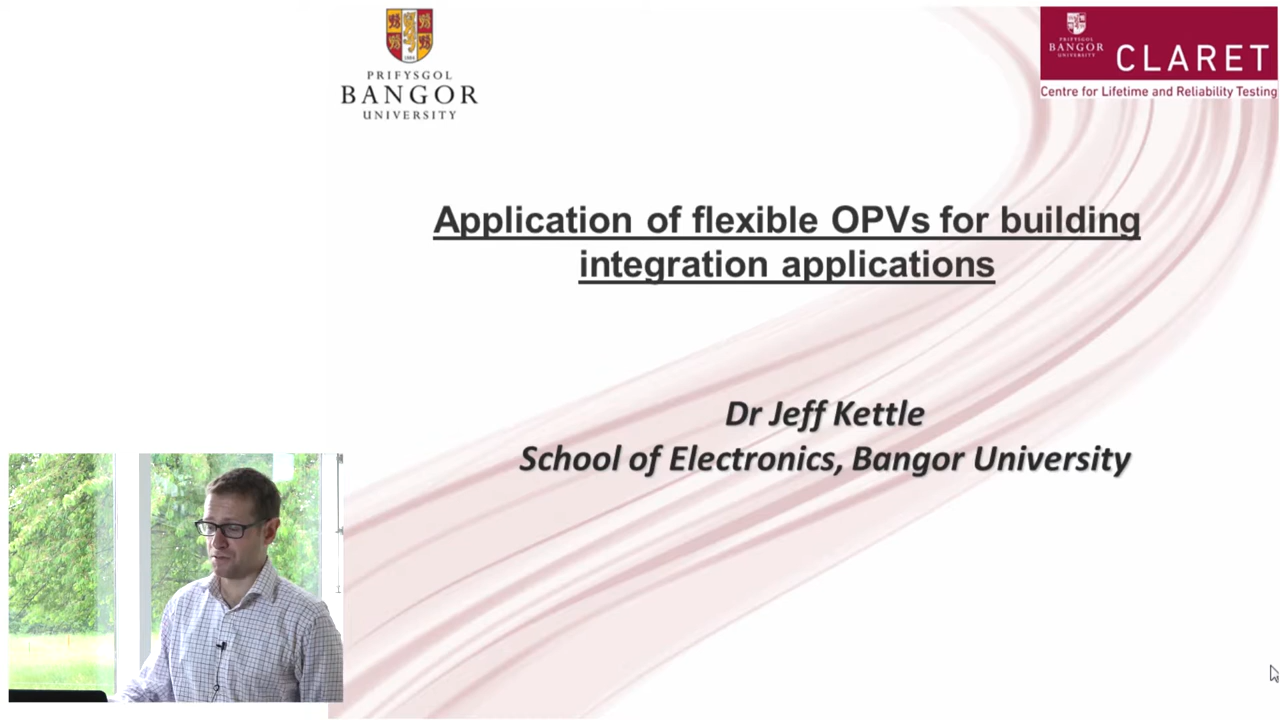 PRIFYSGOL
BANGOR
UNIVERSITY
PRIFYSGOL
BANGOR
UNIVERSITY
CLARET
Centre for Lifetime and Reliability Testing
Application of flexible OPVs for building
integration applications
Dr Jeff Kettle
School of Electronics, Bangor University